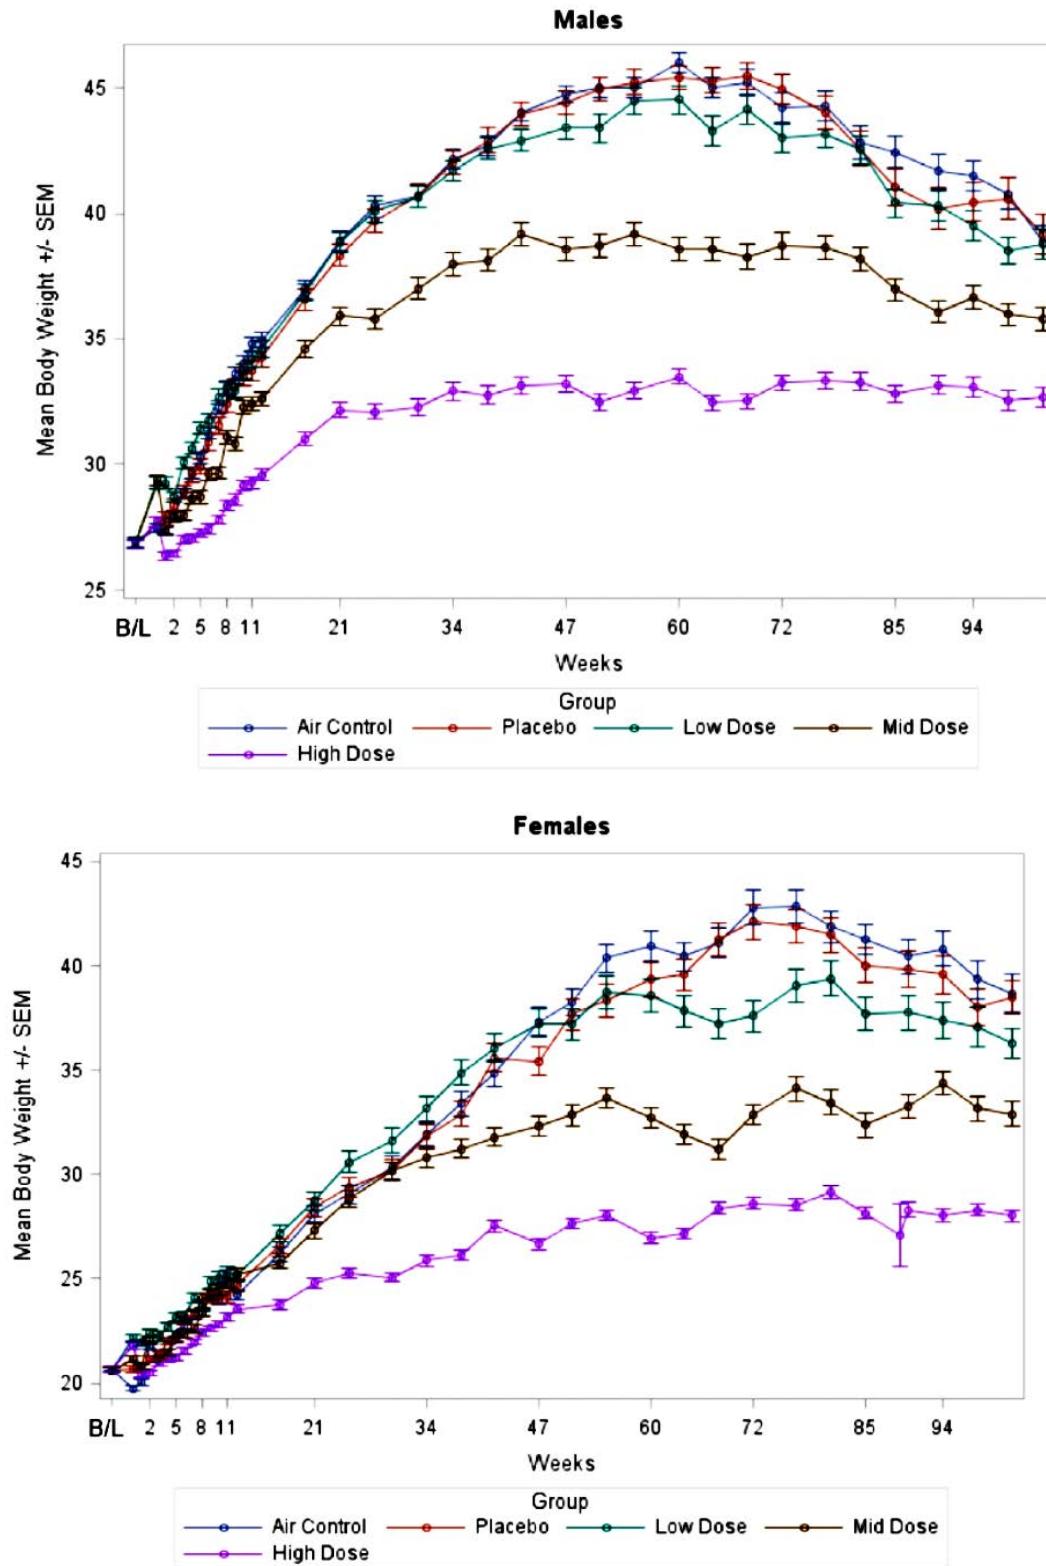 Males
Mean Body Weight +/- SEM
45
40
35
30
25
B/L 2 5 8 11 21 34 47 60 72 85 94
Weeks
Group
Air Control Placebo Low Dose Mid Dose
High Dose
Females
Mean Body Weight +/- SEM
45
40
35
30
25
20
B/L 2 5 8 11 21 34 47 60 72 85 94
Weeks
Group
Air Control Placebo Low Dose Mid Dose
High Dose